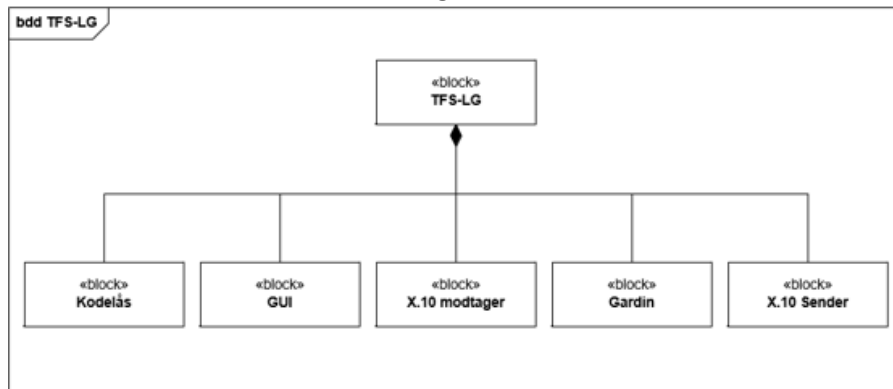 bdd TFS-LG
«block»
TFS-LG
«block»
Kodelås
«block»
GUI
«block»
X.10 modtager
«block»
Gardin
«block»
X.10 Sender